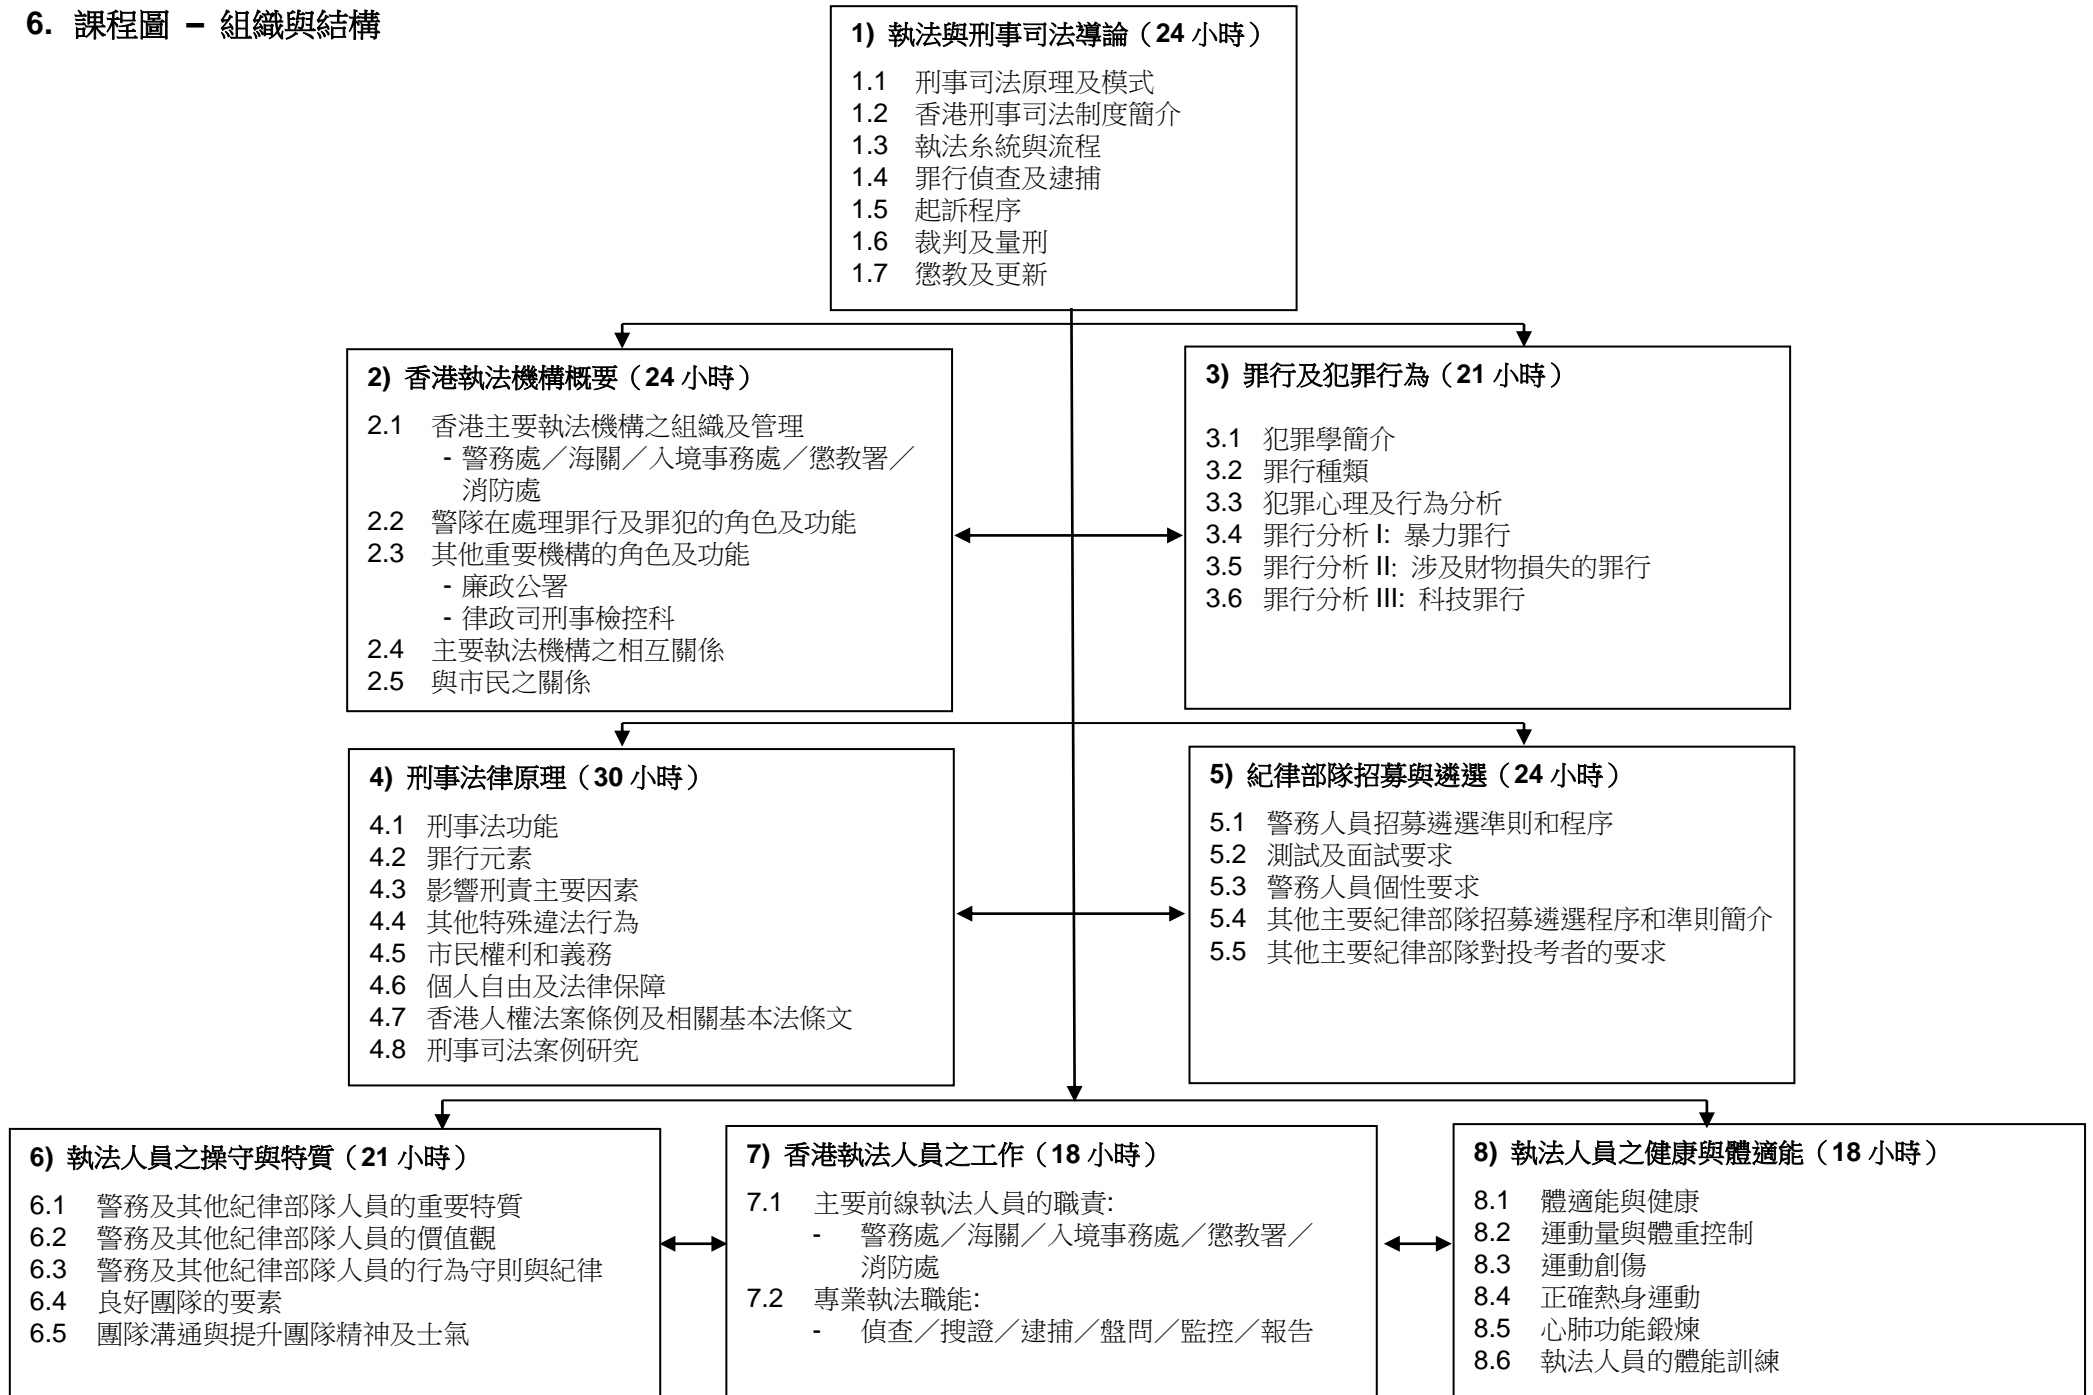 6. 課程圖 – 組織與結構
1) 執法與刑事司法導論（24 小時）
1.1 刑事司法原理及模式
1.2 香港刑事司法制度簡介
1.3 執法糸統與流程
1.4 罪行偵查及逮捕
1.5 起訴程序
1.6 裁判及量刑
1.7 懲教及更新
2) 香港執法機構概要（24 小時）
2.1 香港主要執法機構之組織及管理
- 警務處／海關／入境事務處／懲教署／
消防處
2.2 警隊在處理罪行及罪犯的角色及功能
2.3 其他重要機構的角色及功能
- 廉政公署
- 律政司刑事檢控科
2.4 主要執法機構之相互關係
2.5 與市民之關係
3) 罪行及犯罪行為（21 小時）
3.1 犯罪學簡介
3.2 罪行種類
3.3 犯罪心理及行為分析
3.4 罪行分析 I: 暴力罪行
3.5 罪行分析 II: 涉及財物損失的罪行
3.6 罪行分析 III: 科技罪行
4) 刑事法律原理（30 小時）
4.1 刑事法功能
4.2 罪行元素
4.3 影響刑責主要因素
4.4 其他特殊違法行為
4.5 市民權利和義務
4.6 個人自由及法律保障
4.7 香港人權法案條例及相關基本法條文
4.8 刑事司法案例研究
5) 紀律部隊招募與遴選（24 小時）
5.1 警務人員招募遴選準則和程序
5.2 測試及面試要求
5.3 警務人員個性要求
5.4 其他主要紀律部隊招募遴選程序和準則簡介
5.5 其他主要紀律部隊對投考者的要求
6) 執法人員之操守與特質（21 小時）
6.1 警務及其他紀律部隊人員的重要特質
6.2 警務及其他紀律部隊人員的價值觀
6.3 警務及其他紀律部隊人員的行為守則與紀律
6.4 良好團隊的要素
6.5 團隊溝通與提升團隊精神及士氣
7) 香港執法人員之工作（18 小時）
7.1 主要前線執法人員的職責:
- 警務處／海關／入境事務處／懲教署／
消防處
7.2 專業執法職能:
- 偵查／搜證／逮捕／盤問／監控／報告
8) 執法人員之健康與體適能（18 小時）
8.1 體適能與健康
8.2 運動量與體重控制
8.3 運動創傷
8.4 正確熱身運動
8.5 心肺功能鍛煉
8.6 執法人員的體能訓練